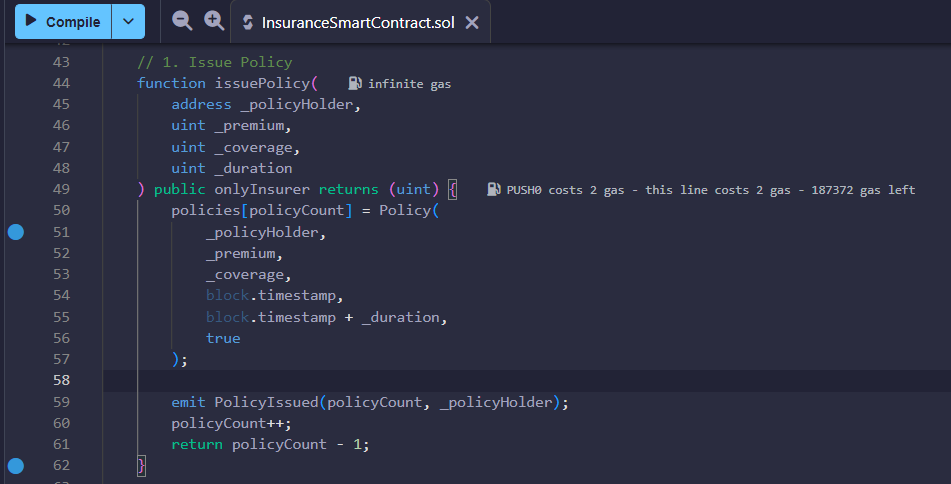 Compile
InsuranceSmartContract.sol
43 // 1. Issue Policy
44 function issuePolicy( infinite gas
45 address _policyHolder,
46 uint _premium,
47 uint _coverage,
48 uint _duration
49 ) public onlyInsurer returns (uint) { PUSH0 costs 2 gas - this line costs 2 gas - 187372 gas left
50 policies[policyCount] = Policy(
51 _policyHolder,
52 _premium,
53 _coverage,
54 block.timestamp,
55 block.timestamp + _duration,
56 true
57 );
58
59 emit PolicyIssued(policyCount, _policyHolder);
60 policyCount++;
61 return policyCount - 1;
62 }